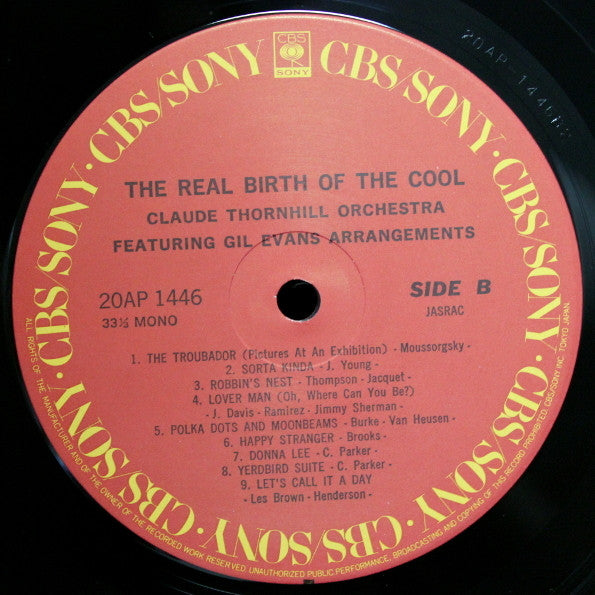 CBS
SONY
CBS/SONY · CBS/SONY · CBS/SONY · CBS/SONY · CBS/SONY · CBS/SONY · CBS/SONY · CBS/SONY
THE REAL BIRTH OF THE COOL
CLAUDE THORNHILL ORCHESTRA
FEATURING GIL EVANS ARRANGEMENTS
20AP 1446
33⅓ MONO
SIDE B
JASRAC
1. THE TROUBADOR (Pictures At An Exhibition) - Moussorgsky -
2. SORTA KINDA - J. Young -
3. ROBBIN'S NEST - Thompson - Jacquet -
4. LOVER MAN (Oh, Where Can You Be?)
- J. Davis - Ramirez - Jimmy Sherman -
5. POLKA DOTS AND MOONBEAMS - Burke - Van Heusen -
6. HAPPY STRANGER - Brooks -
7. DONNA LEE - C. Parker -
8. YERDBIRD SUITE - C. Parker -
9. LET'S CALL IT A DAY
- Les Brown - Henderson -
ALL RIGHTS OF THE MANUFACTURER AND OF THE OWNER OF THE RECORDED WORK RESERVED. UNAUTHORIZED PUBLIC PERFORMANCE, BROADCASTING AND COPYING OF THIS RECORD PROHIBITED. CBS/SONY INC. TOKYO JAPAN